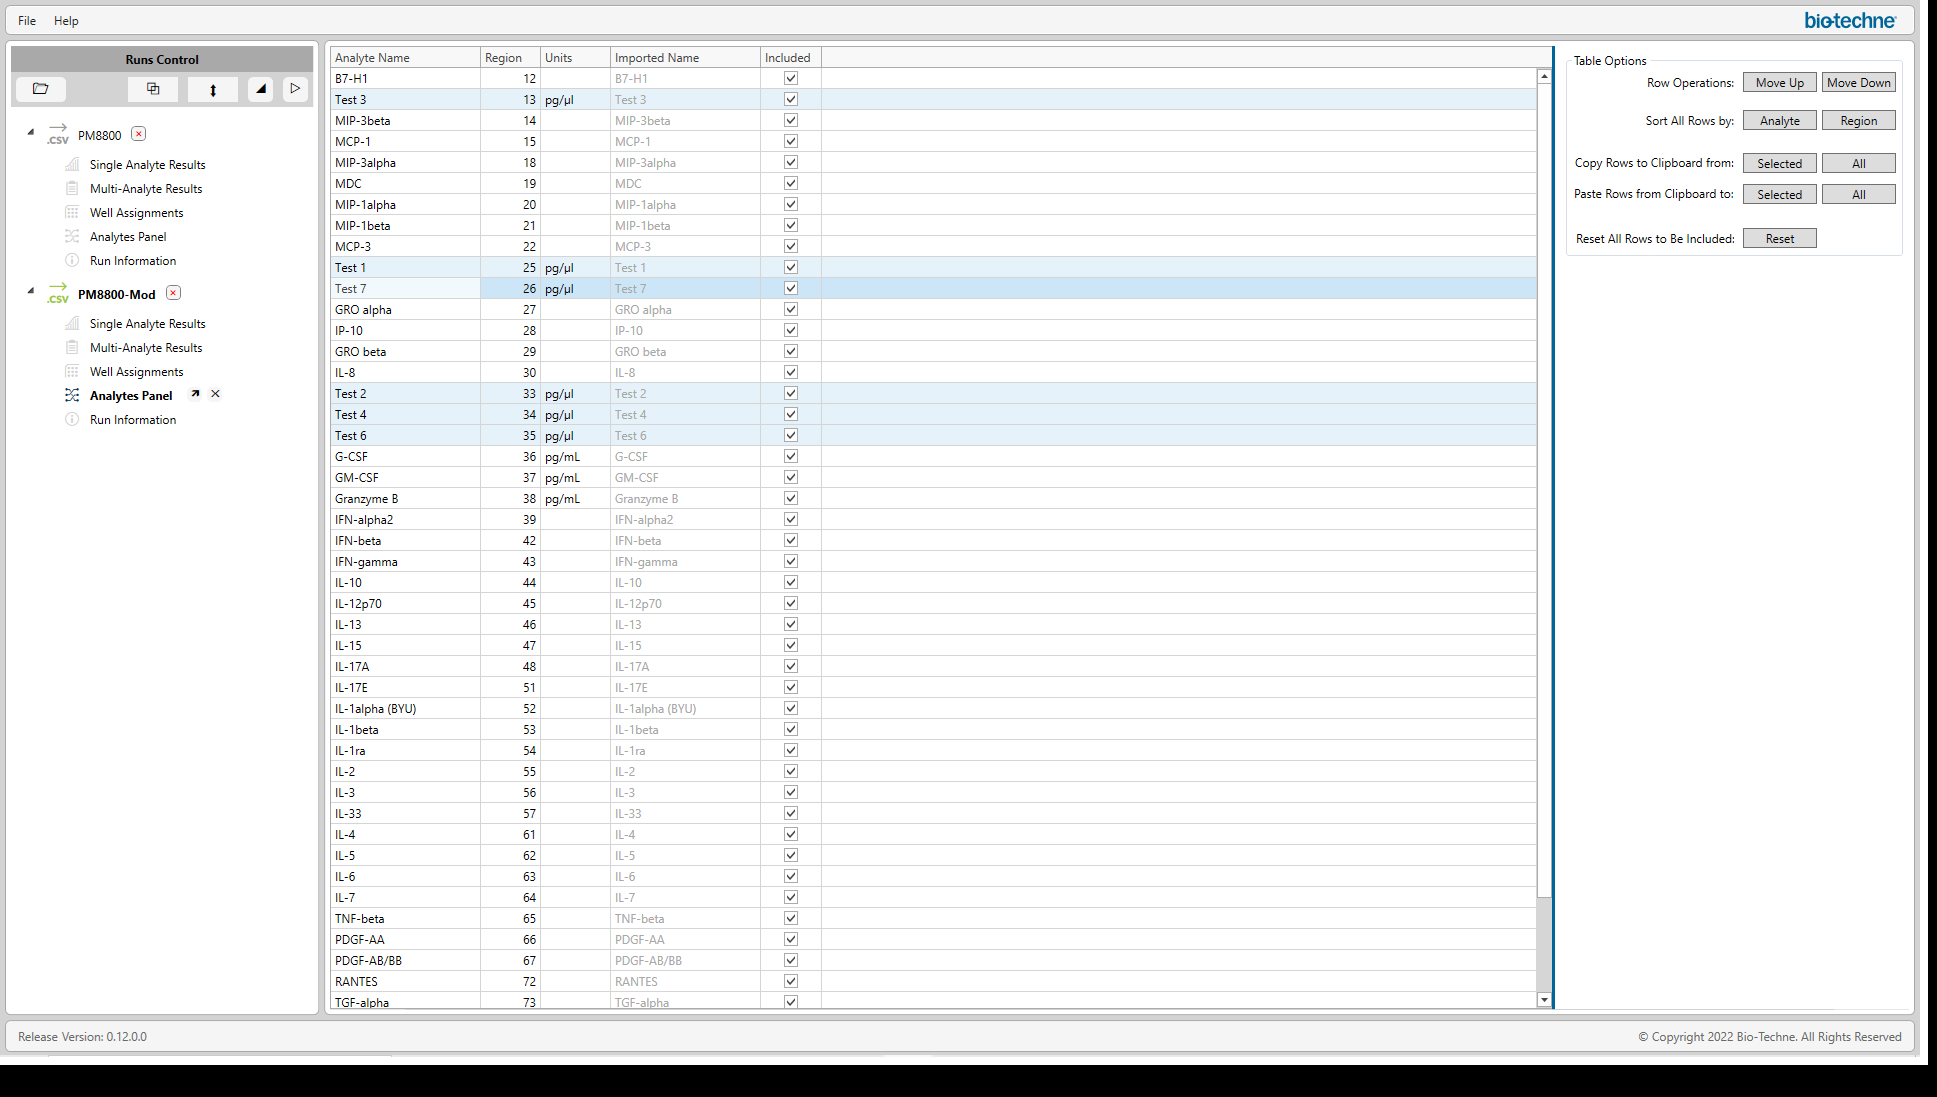 File Help
bio-techne
Runs Control
.CSV PM8800
Single Analyte Results
Multi-Analyte Results
Well Assignments
Analytes Panel
Run Information
.CSV PM8800-Mod
Single Analyte Results
Multi-Analyte Results
Well Assignments
Analytes Panel
Run Information
Analyte Name Region Units Imported Name Included
B7-H1 12 B7-H1
Test 3 13 pg/µl Test 3
MIP-3beta 14 MIP-3beta
MCP-1 15 MCP-1
MIP-3alpha 18 MIP-3alpha
MDC 19 MDC
MIP-1alpha 20 MIP-1alpha
MIP-1beta 21 MIP-1beta
MCP-3 22 MCP-3
Test 1 25 pg/µl Test 1
Test 7 26 pg/µl Test 7
GRO alpha 27 GRO alpha
IP-10 28 IP-10
GRO beta 29 GRO beta
IL-8 30 IL-8
Test 2 33 pg/µl Test 2
Test 4 34 pg/µl Test 4
Test 6 35 pg/µl Test 6
G-CSF 36 pg/mL G-CSF
GM-CSF 37 pg/mL GM-CSF
Granzyme B 38 pg/mL Granzyme B
IFN-alpha2 39 IFN-alpha2
IFN-beta 42 IFN-beta
IFN-gamma 43 IFN-gamma
IL-10 44 IL-10
IL-12p70 45 IL-12p70
IL-13 46 IL-13
IL-15 47 IL-15
IL-17A 48 IL-17A
IL-17E 51 IL-17E
IL-1alpha (BYU) 52 IL-1alpha (BYU)
IL-1beta 53 IL-1beta
IL-1ra 54 IL-1ra
IL-2 55 IL-2
IL-3 56 IL-3
IL-33 57 IL-33
IL-4 61 IL-4
IL-5 62 IL-5
IL-6 63 IL-6
IL-7 64 IL-7
TNF-beta 65 TNF-beta
PDGF-AA 66 PDGF-AA
PDGF-AB/BB 67 PDGF-AB/BB
RANTES 72 RANTES
TGF-alpha 73 TGF-alpha
Table Options
Row Operations: Move Up Move Down
Sort All Rows by: Analyte Region
Copy Rows to Clipboard from: Selected All
Paste Rows from Clipboard to: Selected All
Reset All Rows to Be Included: Reset
Release Version: 0.12.0.0
© Copyright 2022 Bio-Techne. All Rights Reserved